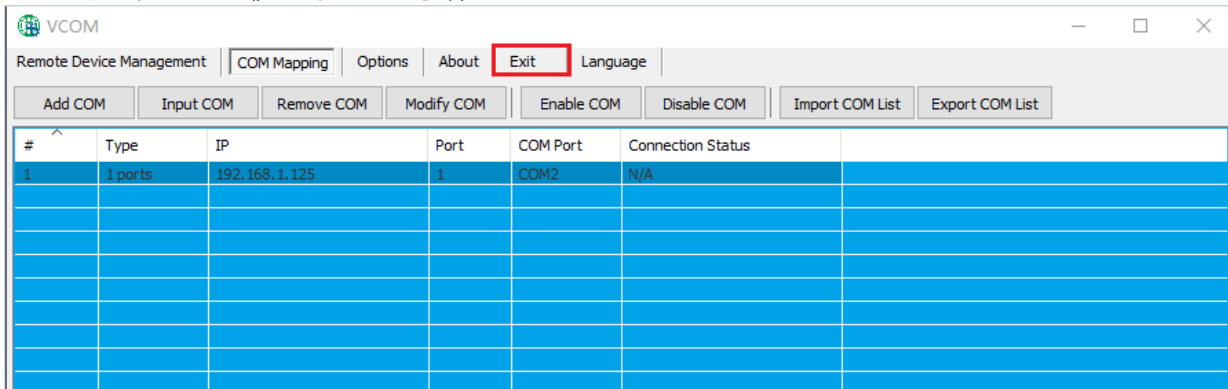 VCOM
Remote Device Management COM Mapping Options About Exit Language
Add COM Input COM Remove COM Modify COM Enable COM Disable COM Import COM List Export COM List
# Type IP Port COM Port Connection Status
1 1 ports 192.168.1.125 1 COM2 N/A